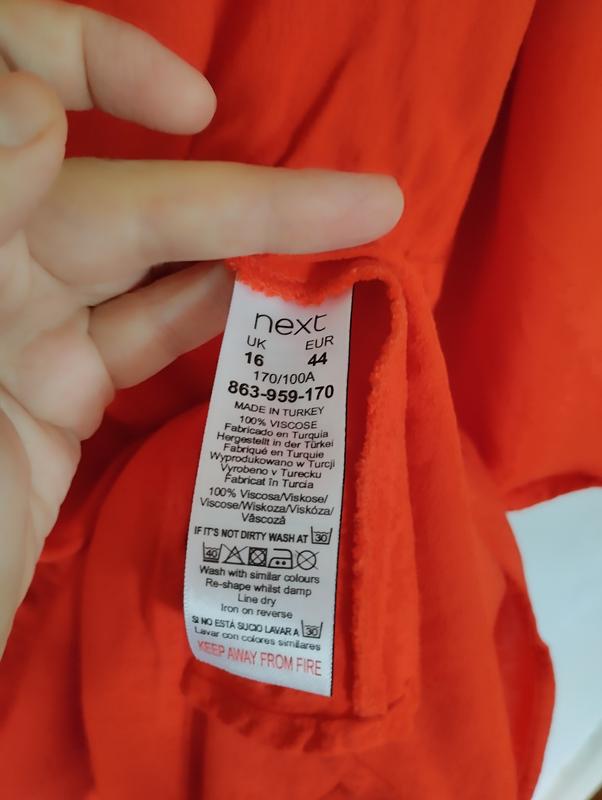 next
UK EUR
16 44
170/100A
863-959-170
MADE IN TURKEY
100% VISCOSE
Fabricado en Turquia
Hergestellt in der Türkei
Fabriqué en Turquie
Wyprodukowano w Turcji
Vyrobeno v Turecku
Fabricat în Turcia
100% Viscosa/Viskose/
Viscose/Wiskoza/Viskóza/
Vâscoză
IF IT'S NOT DIRTY WASH AT 30
40
Wash with similar colours
Re-shape whilst damp
Line dry
Iron on reverse
SI NO ESTÁ SUCIO LAVAR A 30
Lavar con colores similares
KEEP AWAY FROM FIRE